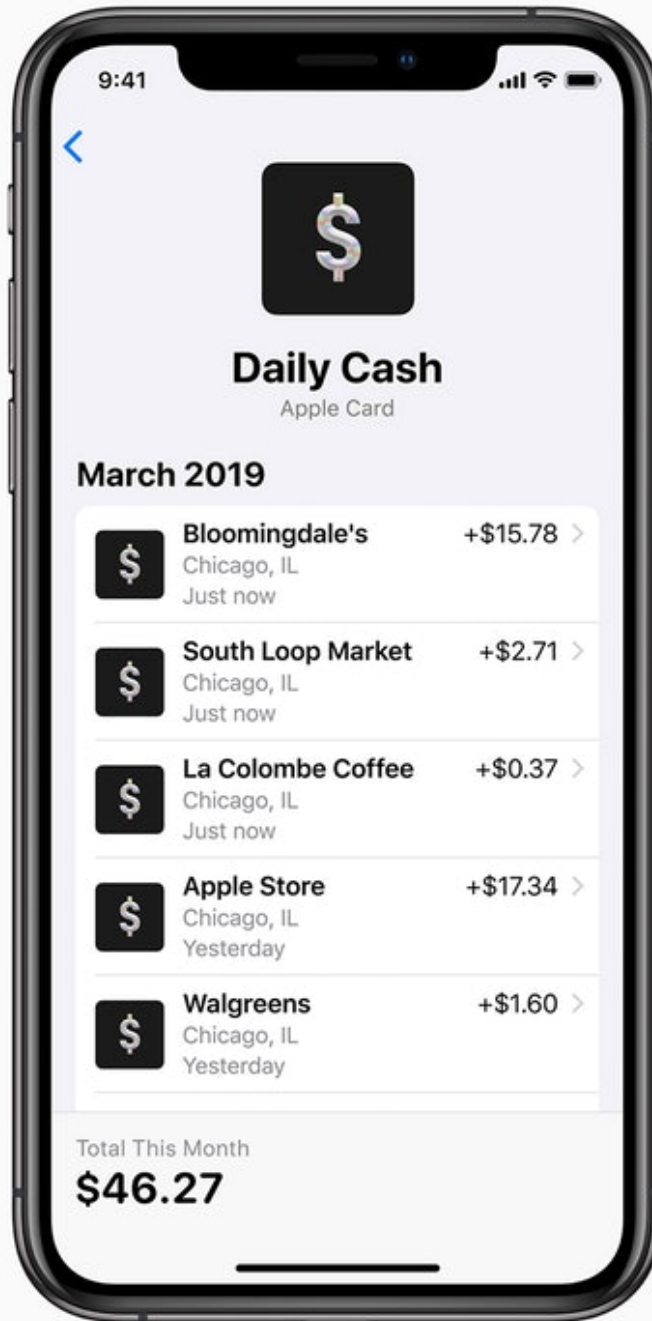 9:41
$
Daily Cash
Apple Card
March 2019
$
Bloomingdale's +$15.78
Chicago, IL
Just now
$
South Loop Market +$2.71
Chicago, IL
Just now
$
La Colombe Coffee +$0.37
Chicago, IL
Just now
$
Apple Store +$17.34
Chicago, IL
Yesterday
$
Walgreens +$1.60
Chicago, IL
Yesterday
Total This Month
$46.27